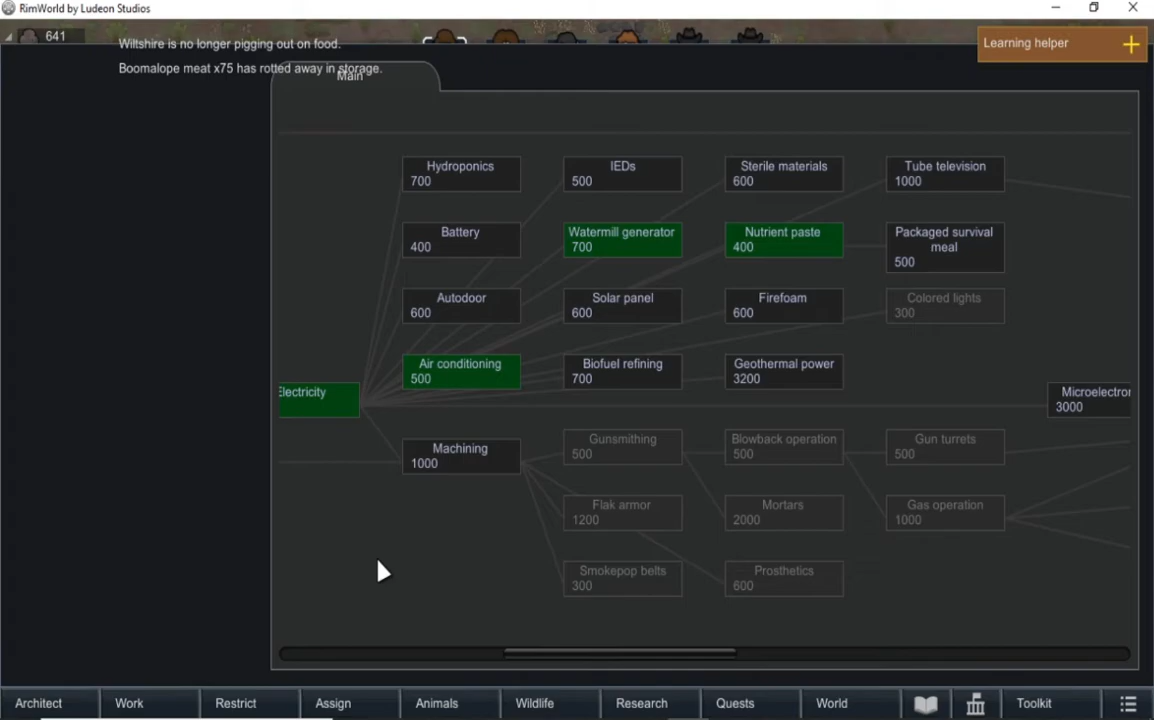 RimWorld by Ludeon Studios
641
Wiltshire is no longer pigging out on food.
Learning helper
Boomalope meat x75 has rotted away in storage.
Main
Hydroponics
700
IEDs
500
Sterile materials
600
Tube television
1000
Battery
400
Watermill generator
700
Nutrient paste
400
Packaged survival
meal
500
Autodoor
600
Solar panel
600
Firefoam
600
Colored lights
300
Air conditioning
500
Biofuel refining
700
Geothermal power
3200
Electricity
Microelectror
3000
Machining
1000
Gunsmithing
500
Blowback operation
500
Gun turrets
500
Flak armor
1200
Mortars
2000
Gas operation
1000
Smokepop belts
300
Prosthetics
600
Architect
Work
Restrict
Assign
Animals
Wildlife
Research
Quests
World
Toolkit